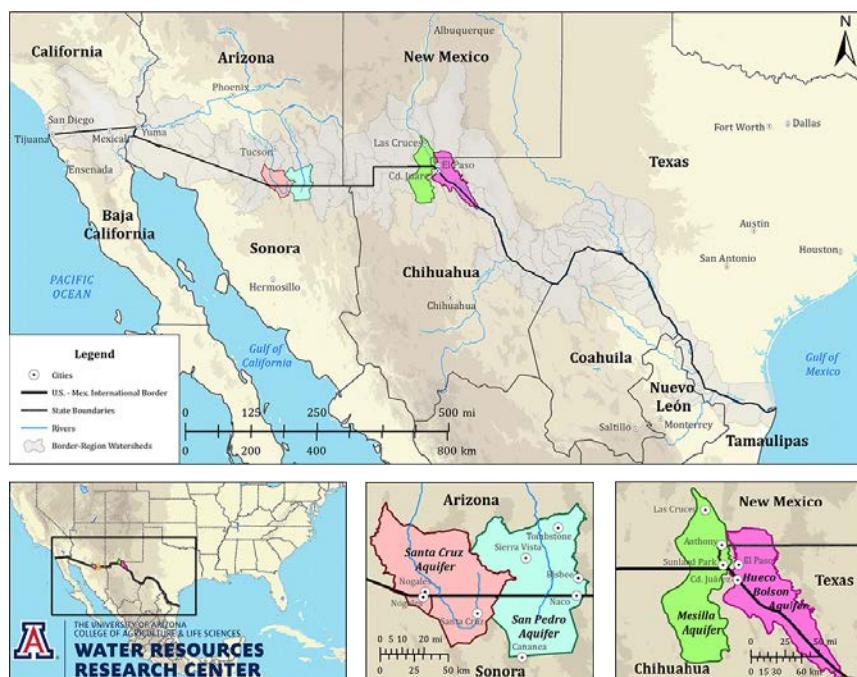 Albuquerque
N
California
Arizona
New Mexico
Phoenix
San Diego
Tijuana
Mexicali
Yuma
Fort Worth
Dallas
Las Cruces
Tucson
El Paso
Texas
Ensenada
Cd. Juárez
Baja
California
Sonora
Austin
Houston
San Antonio
PACIFIC
OCEAN
Hermosillo
Chihuahua
Chihuahua
Gulf of
California
Coahuila
Gulf of
Mexico
Nuevo
León
Saltillo
Monterrey
Tamaulipas
Legend
Cities
U.S. - Mex. International Border
State Boundaries
Rivers
Border-Region Watersheds
0 125 250 500 mi
0 200 400 800 km
THE UNIVERSITY OF ARIZONA
COLLEGE OF AGRICULTURE & LIFE SCIENCES
WATER RESOURCES
RESEARCH CENTER
A
Arizona
Tombstone
Santa Cruz
Aquifer
Sierra Vista
Bisbee
Nogales
Nogales
Naco
Santa Cruz
San Pedro
Aquifer
0 5 10 20 mi
Cananea
0 25 50 km
Sonora
Las Cruces
New Mexico
Anthony
Sunland Park
El Paso
Texas
Cd. Juárez
Hueco
Bolson
Aquifer
Mesilla
Aquifer
0 25 50 mi
0 15 30 60 km
Chihuahua